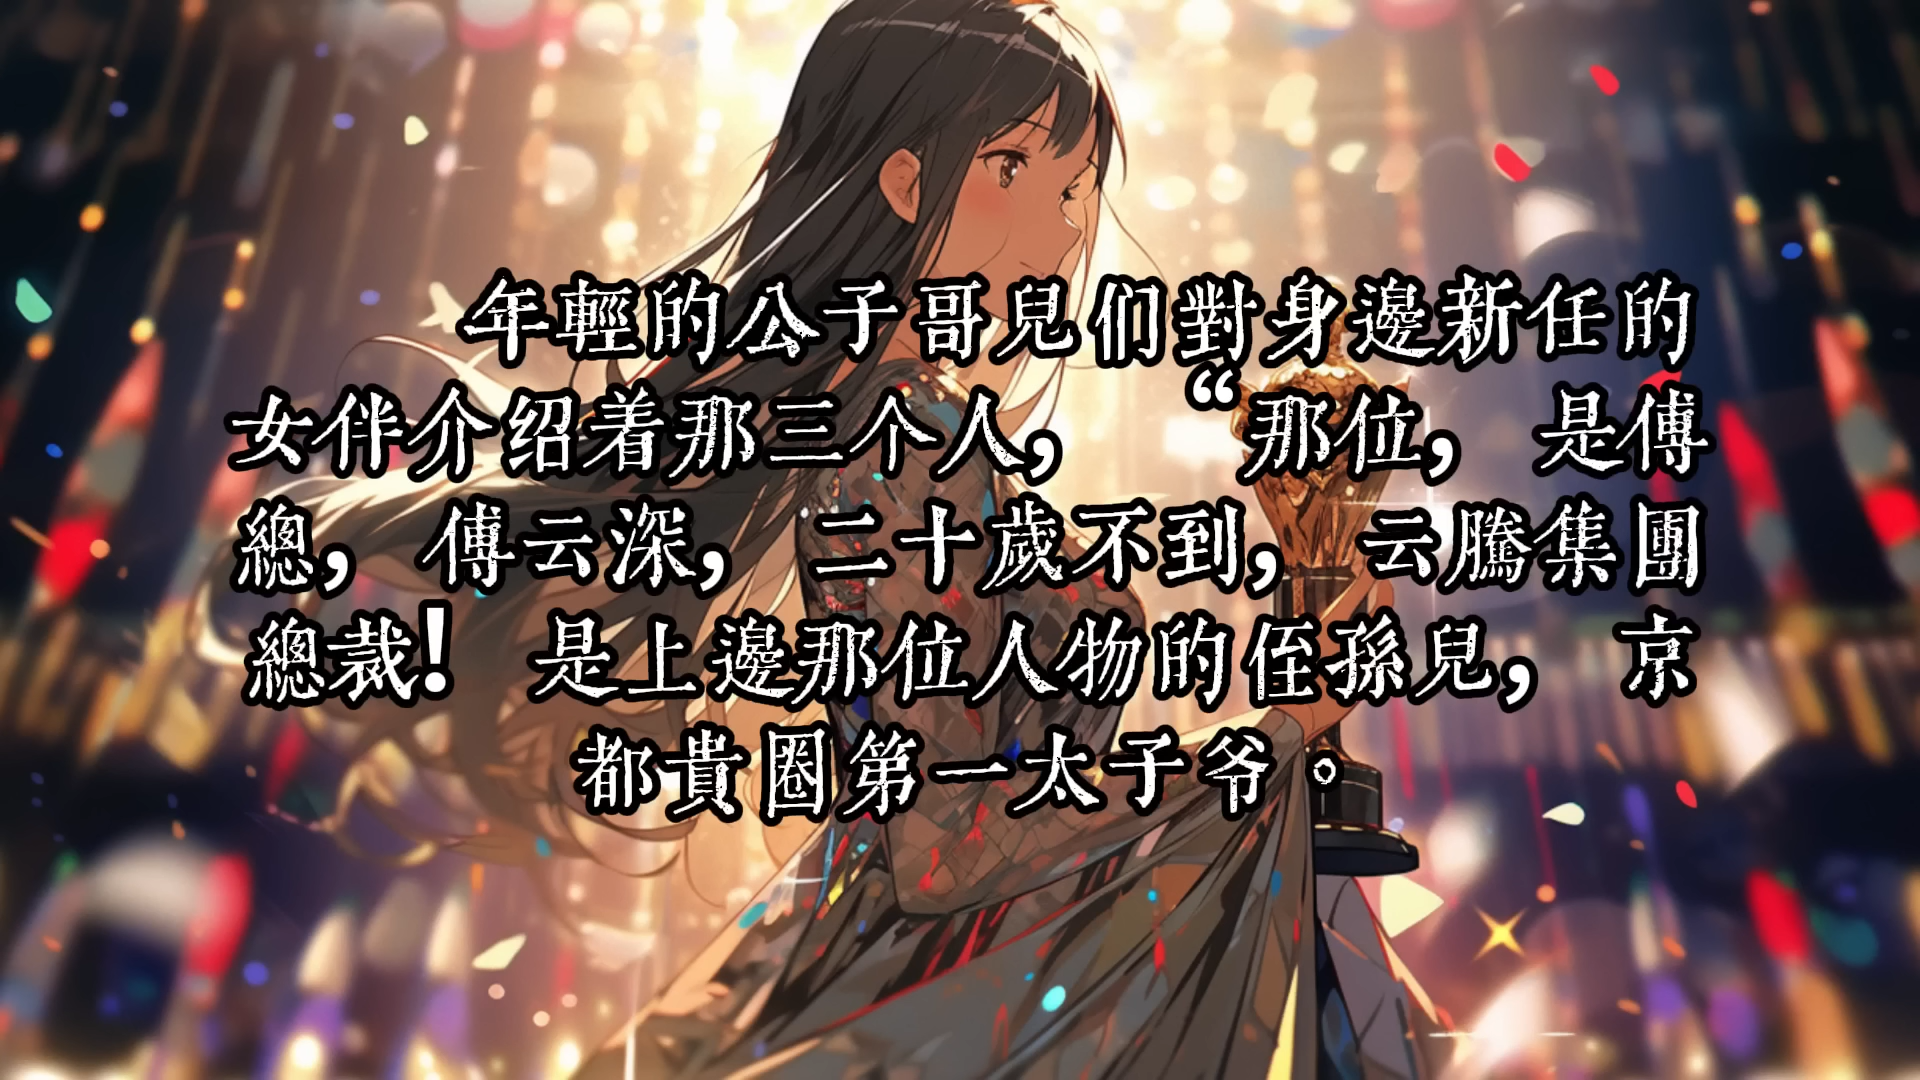 年輕的公子哥兒们對身邊新任的
女伴介绍着那三个人，“那位，是傅
總，傅云深，二十歲不到，云騰集團
總裁！是上邊那位人物的侄孫兒，京
都貴圈第一太子爷。